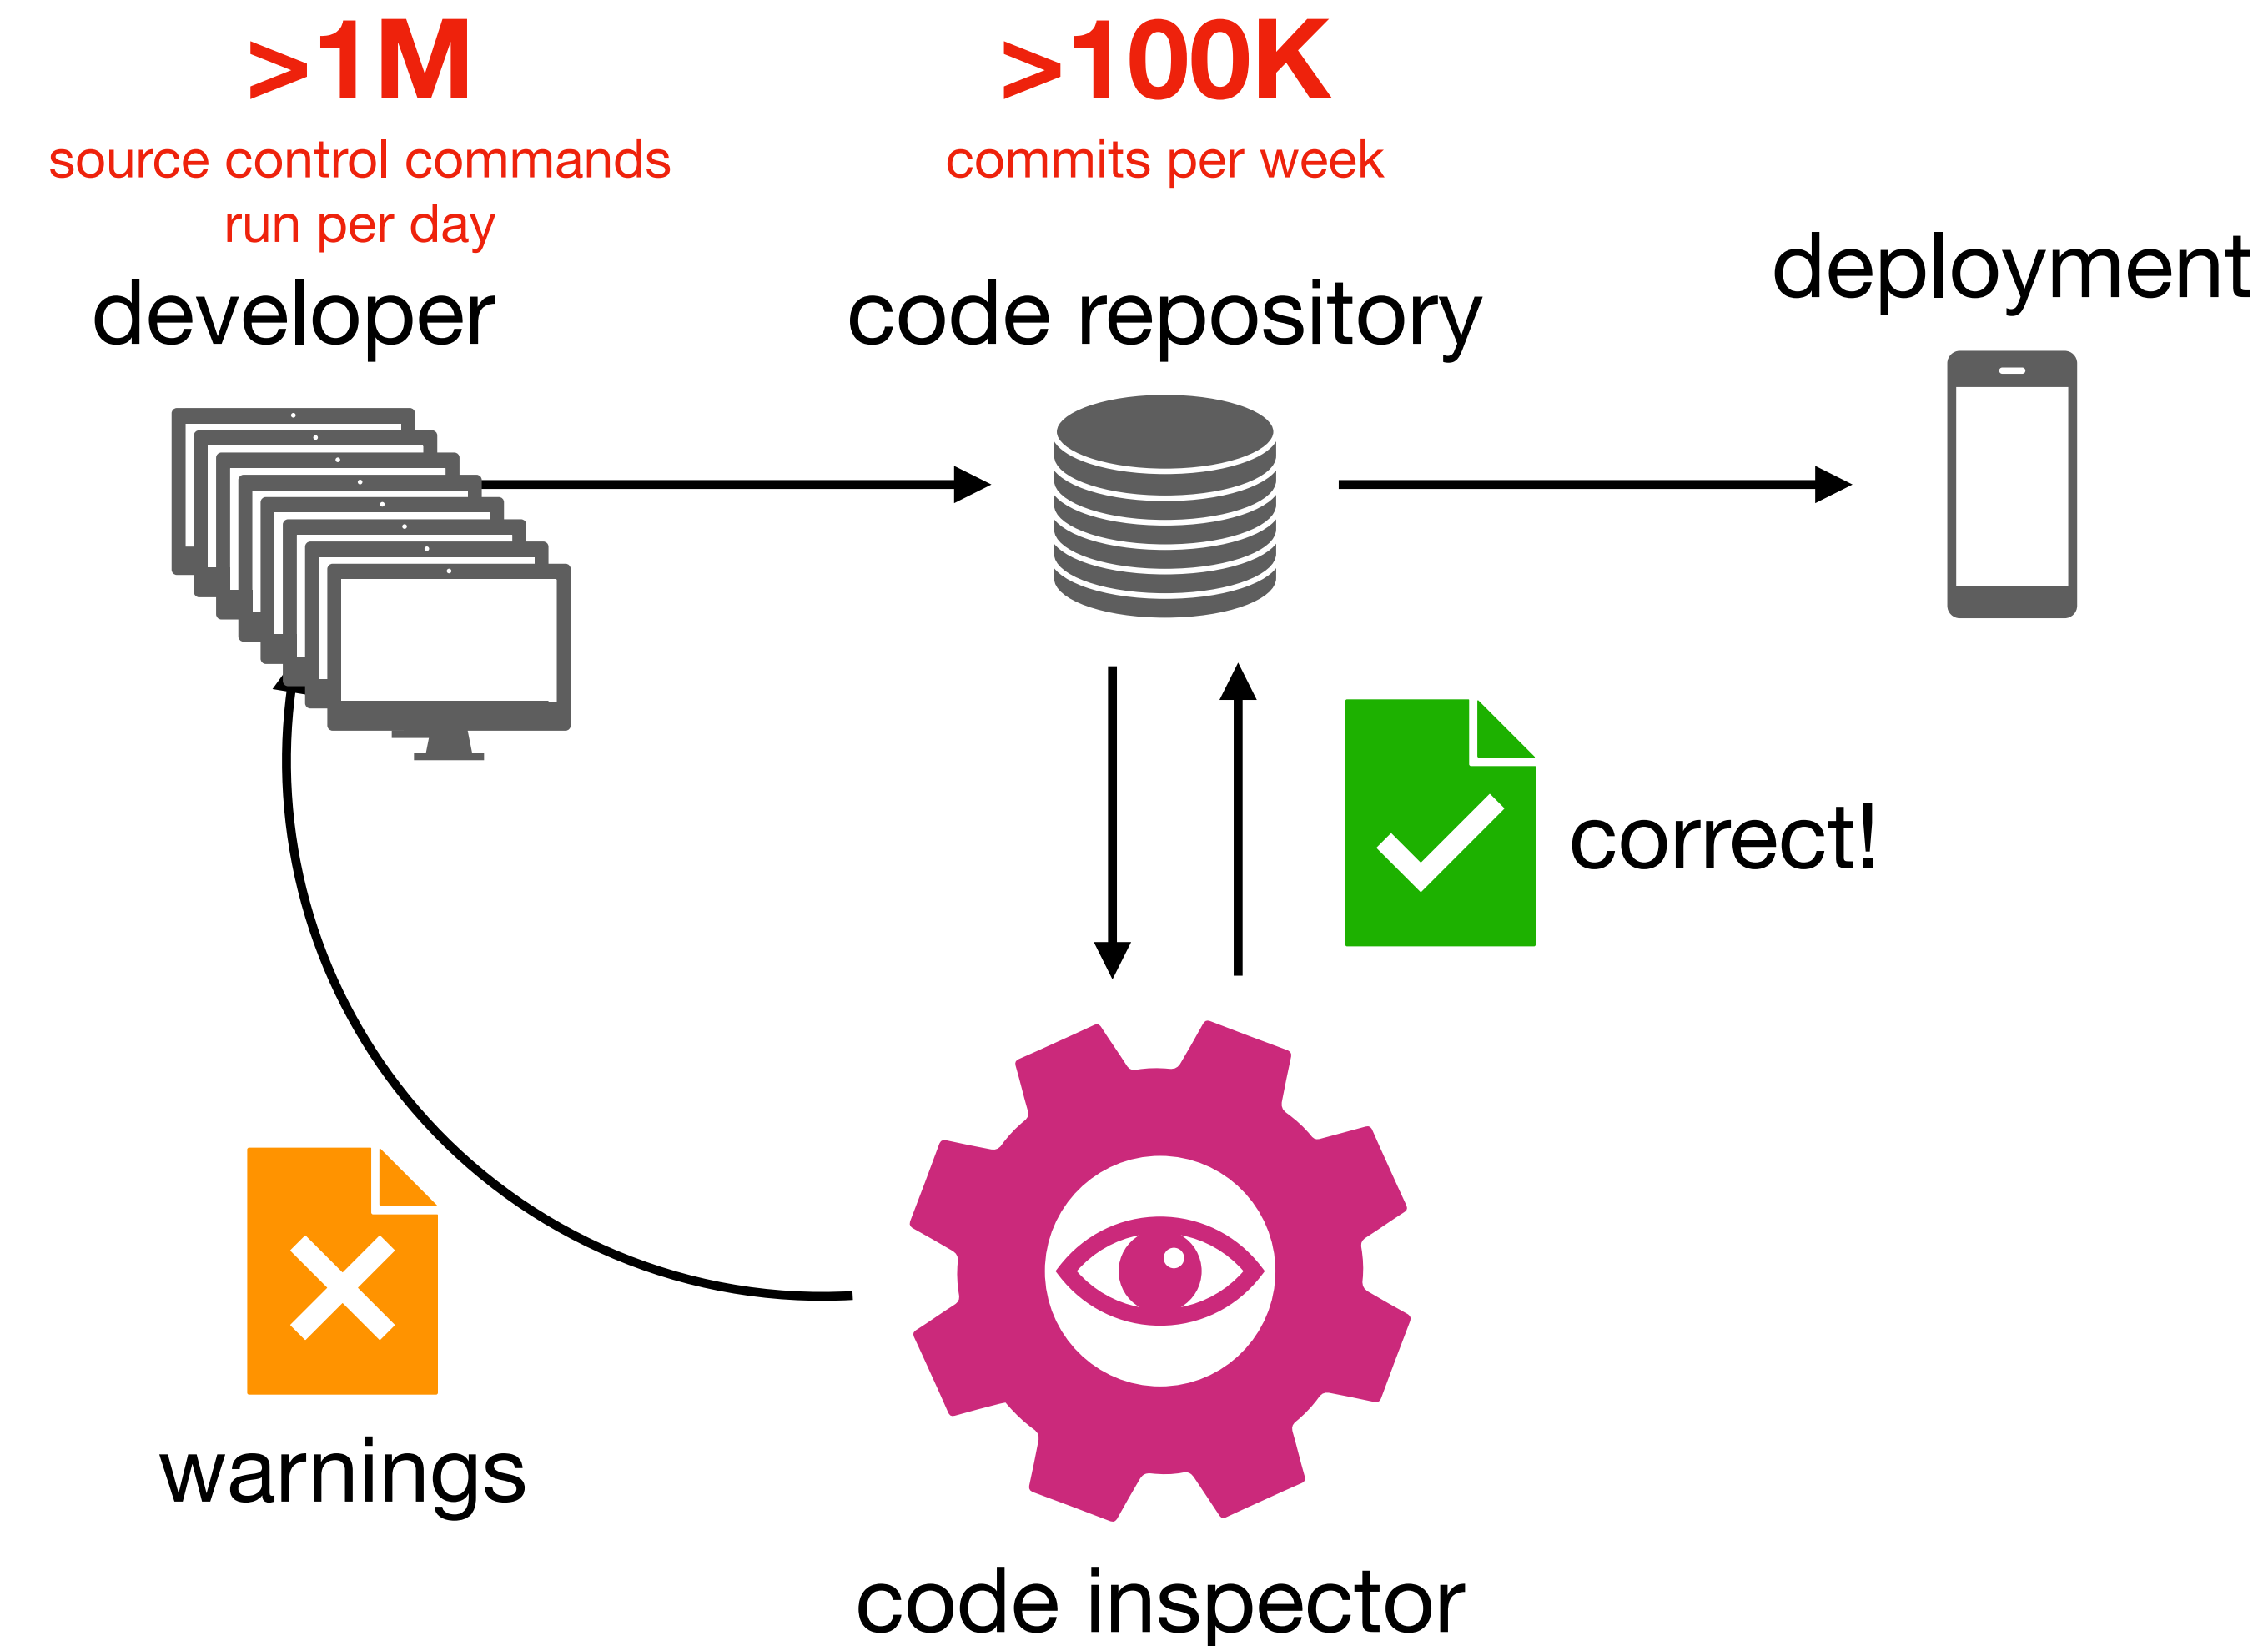 >1M
source control commands
run per day
developer
>100K
commits per week
code repository
deployment
correct!
warnings
code inspector